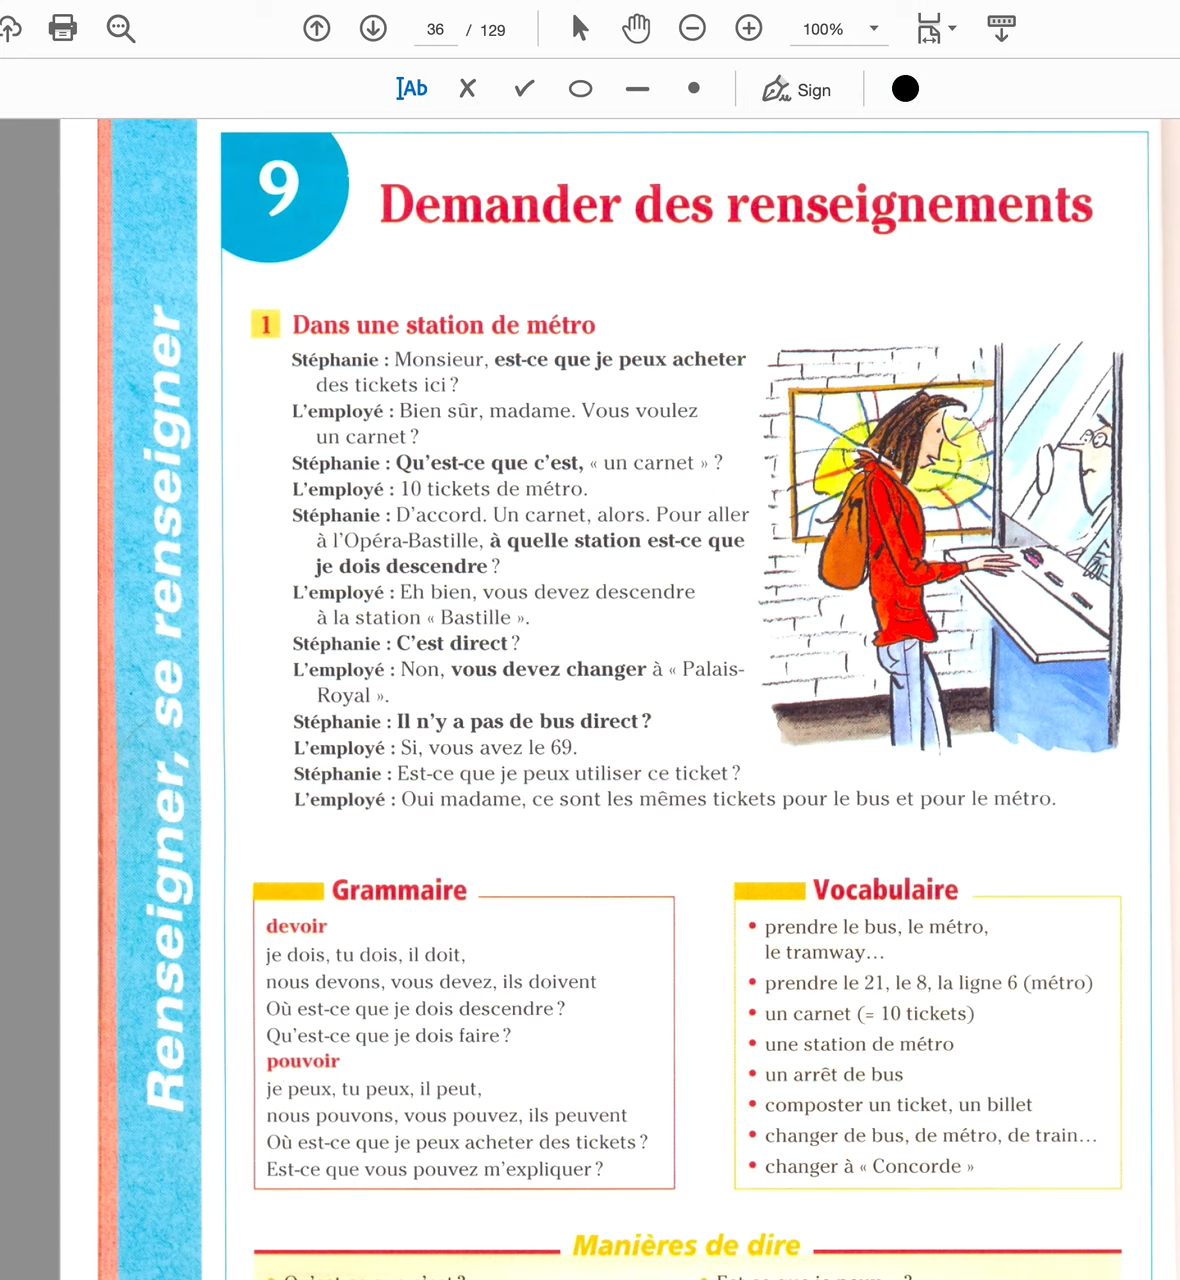 36 / 129
100%
Ab
Sign
9
Demander des renseignements
Renseigner, se renseigner
1 Dans une station de métro
Stéphanie : Monsieur, est-ce que je peux acheter
des tickets ici ?
L'employé : Bien sûr, madame. Vous voulez
un carnet ?
Stéphanie : Qu'est-ce que c'est, « un carnet » ?
L'employé : 10 tickets de métro.
Stéphanie : D'accord. Un carnet, alors. Pour aller
à l'Opéra-Bastille, à quelle station est-ce que
je dois descendre ?
L'employé : Eh bien, vous devez descendre
à la station « Bastille ».
Stéphanie : C'est direct ?
L'employé : Non, vous devez changer à « Palais-
Royal ».
Stéphanie : Il n'y a pas de bus direct ?
L'employé : Si, vous avez le 69.
Stéphanie : Est-ce que je peux utiliser ce ticket ?
L'employé : Oui madame, ce sont les mêmes tickets pour le bus et pour le métro.
Grammaire
devoir
je dois, tu dois, il doit,
nous devons, vous devez, ils doivent
Où est-ce que je dois descendre ?
Qu'est-ce que je dois faire ?
pouvoir
je peux, tu peux, il peut,
nous pouvons, vous pouvez, ils peuvent
Où est-ce que je peux acheter des tickets ?
Est-ce que vous pouvez m'expliquer ?
Vocabulaire
• prendre le bus, le métro,
le tramway…
• prendre le 21, le 8, la ligne 6 (métro)
• un carnet (= 10 tickets)
• une station de métro
• un arrêt de bus
• composter un ticket, un billet
• changer de bus, de métro, de train…
• changer à « Concorde »
Manières de dire